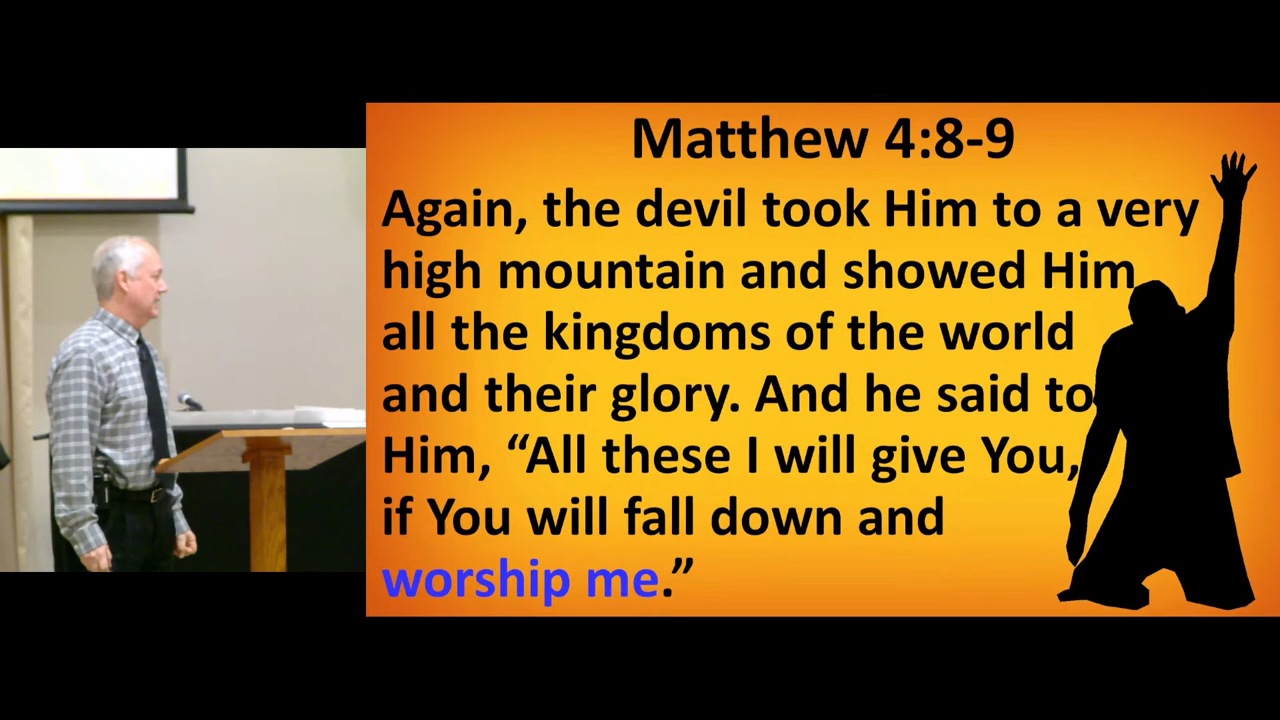 Matthew 4:8-9
Again, the devil took Him to a very
high mountain and showed Him
all the kingdoms of the world
and their glory. And he said to
Him, “All these I will give You,
if You will fall down and
worship me.”